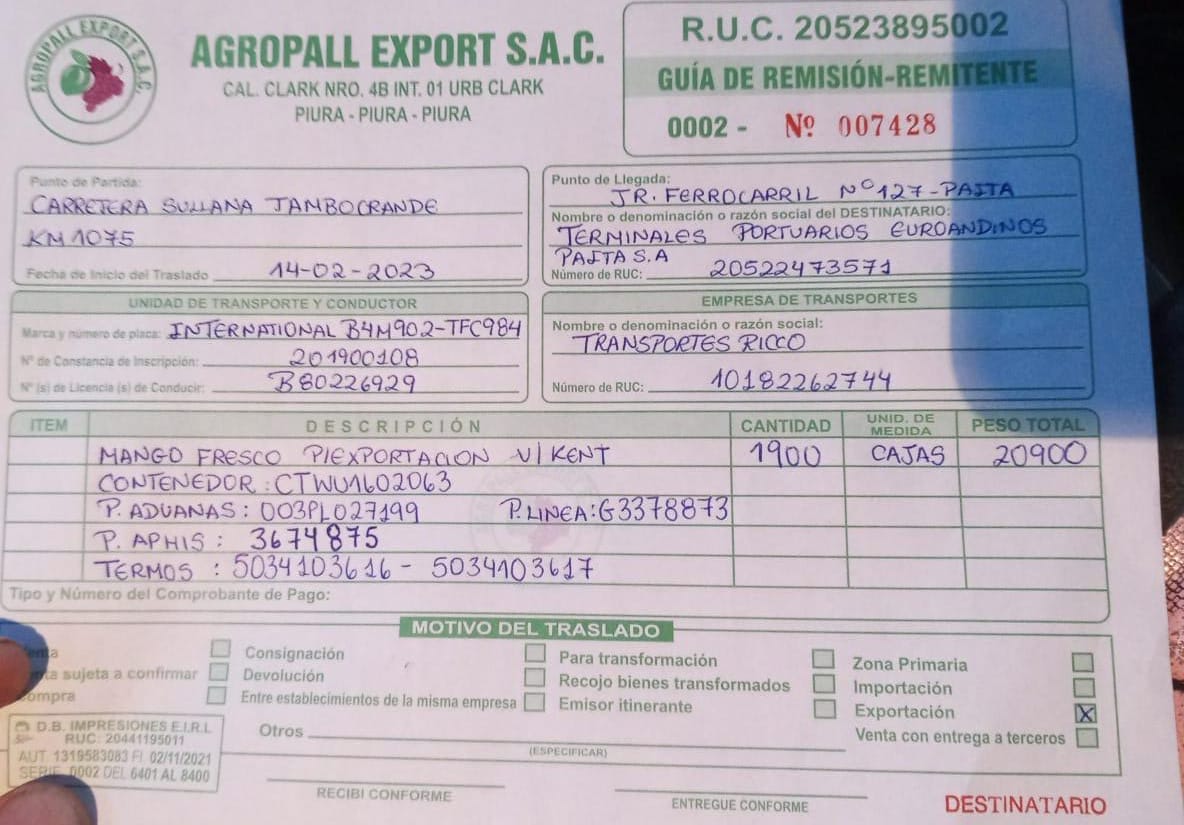 AGROPALL EXPORT S.A.C.
AGROPALL EXPORT S.A.C.
CAL. CLARK NRO. 4B INT. 01 URB CLARK
PIURA - PIURA - PIURA
R.U.C. 20523895002
GUÍA DE REMISIÓN-REMITENTE
0002 - Nº 007428
Punto de Partida:
CARRETERA SULLANA TAMBOGRANDE
KM 1075
Fecha de Inicio del Traslado 14-02-2023
Punto de Llegada:
JR. FERROCARRIL Nº 127-PAITA
Nombre o denominación o razón social del DESTINATARIO:
TERMINALES PORTUARIOS EUROANDINOS
PAITA S.A
Número de RUC: 20522473571
UNIDAD DE TRANSPORTE Y CONDUCTOR
Marca y número de placa: INTERNATIONAL B4M902-TFC984
Nº de Constancia de Inscripción: 201900108
Nº (s) de Licencia (s) de Conducir: B80226929
EMPRESA DE TRANSPORTES
Nombre o denominación o razón social:
TRANSPORTES RICCO
Número de RUC: 10182262744
ITEM DESCRIPCIÓN CANTIDAD UNID. DE MEDIDA PESO TOTAL
MANGO FRESCO P/EXPORTACION V/KENT 1900 CAJAS 20900
CONTENEDOR: CTWU1602063
P. ADUANAS: 003PL027199 P.LINEA: G3378873
P. APHIS: 3674875
TERMOS : 5034103616 - 5034103617
Tipo y Número del Comprobante de Pago:
MOTIVO DEL TRASLADO
Consignación Para transformación Zona Primaria
sujeta a confirmar Devolución Recojo bienes transformados Importación
Entre establecimientos de la misma empresa Emisor itinerante Exportación X
Otros Venta con entrega a terceros
(ESPECIFICAR)
D.B. IMPRESIONES E.I.R.L
RUC: 20441195011
AUT. 1319583083 FI. 02/11/2021
SERIE 0002 DEL 6401 AL 8400
RECIBI CONFORME
ENTREGUE CONFORME
DESTINATARIO